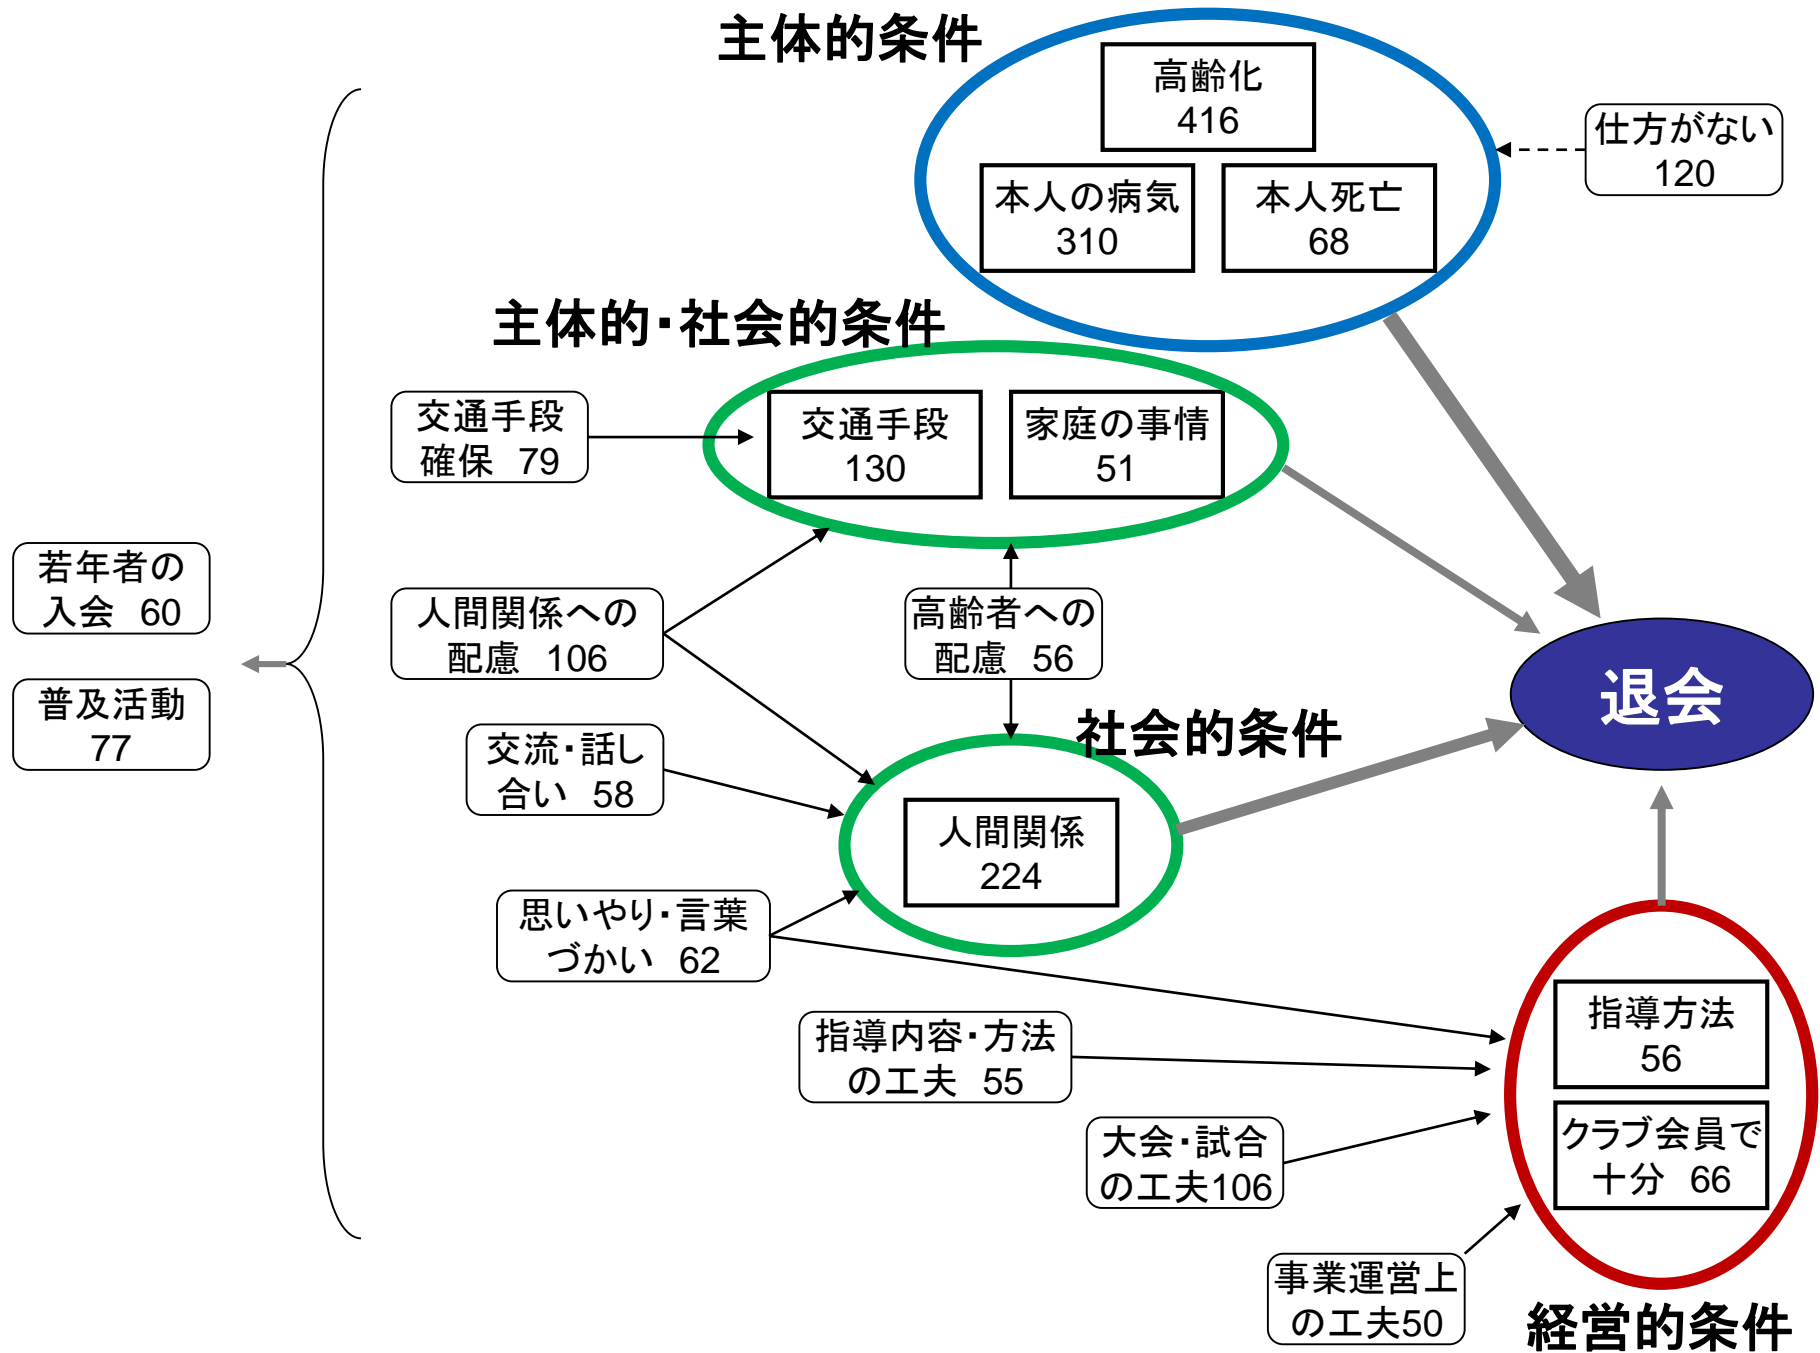 主体的条件
高齢化
416
本人の病気
310
本人死亡
68
仕方がない
120
主体的・社会的条件
交通手段
確保 79
交通手段
130
家庭の事情
51
若年者の
入会 60
普及活動
77
人間関係への
配慮 106
高齢者への
配慮 56
退会
交流・話し
合い 58
社会的条件
人間関係
224
思いやり・言葉
づかい 62
指導内容・方法
の工夫 55
大会・試合
の工夫106
事業運営上
の工夫50
指導方法
56
クラブ会員で
十分 66
経営的条件